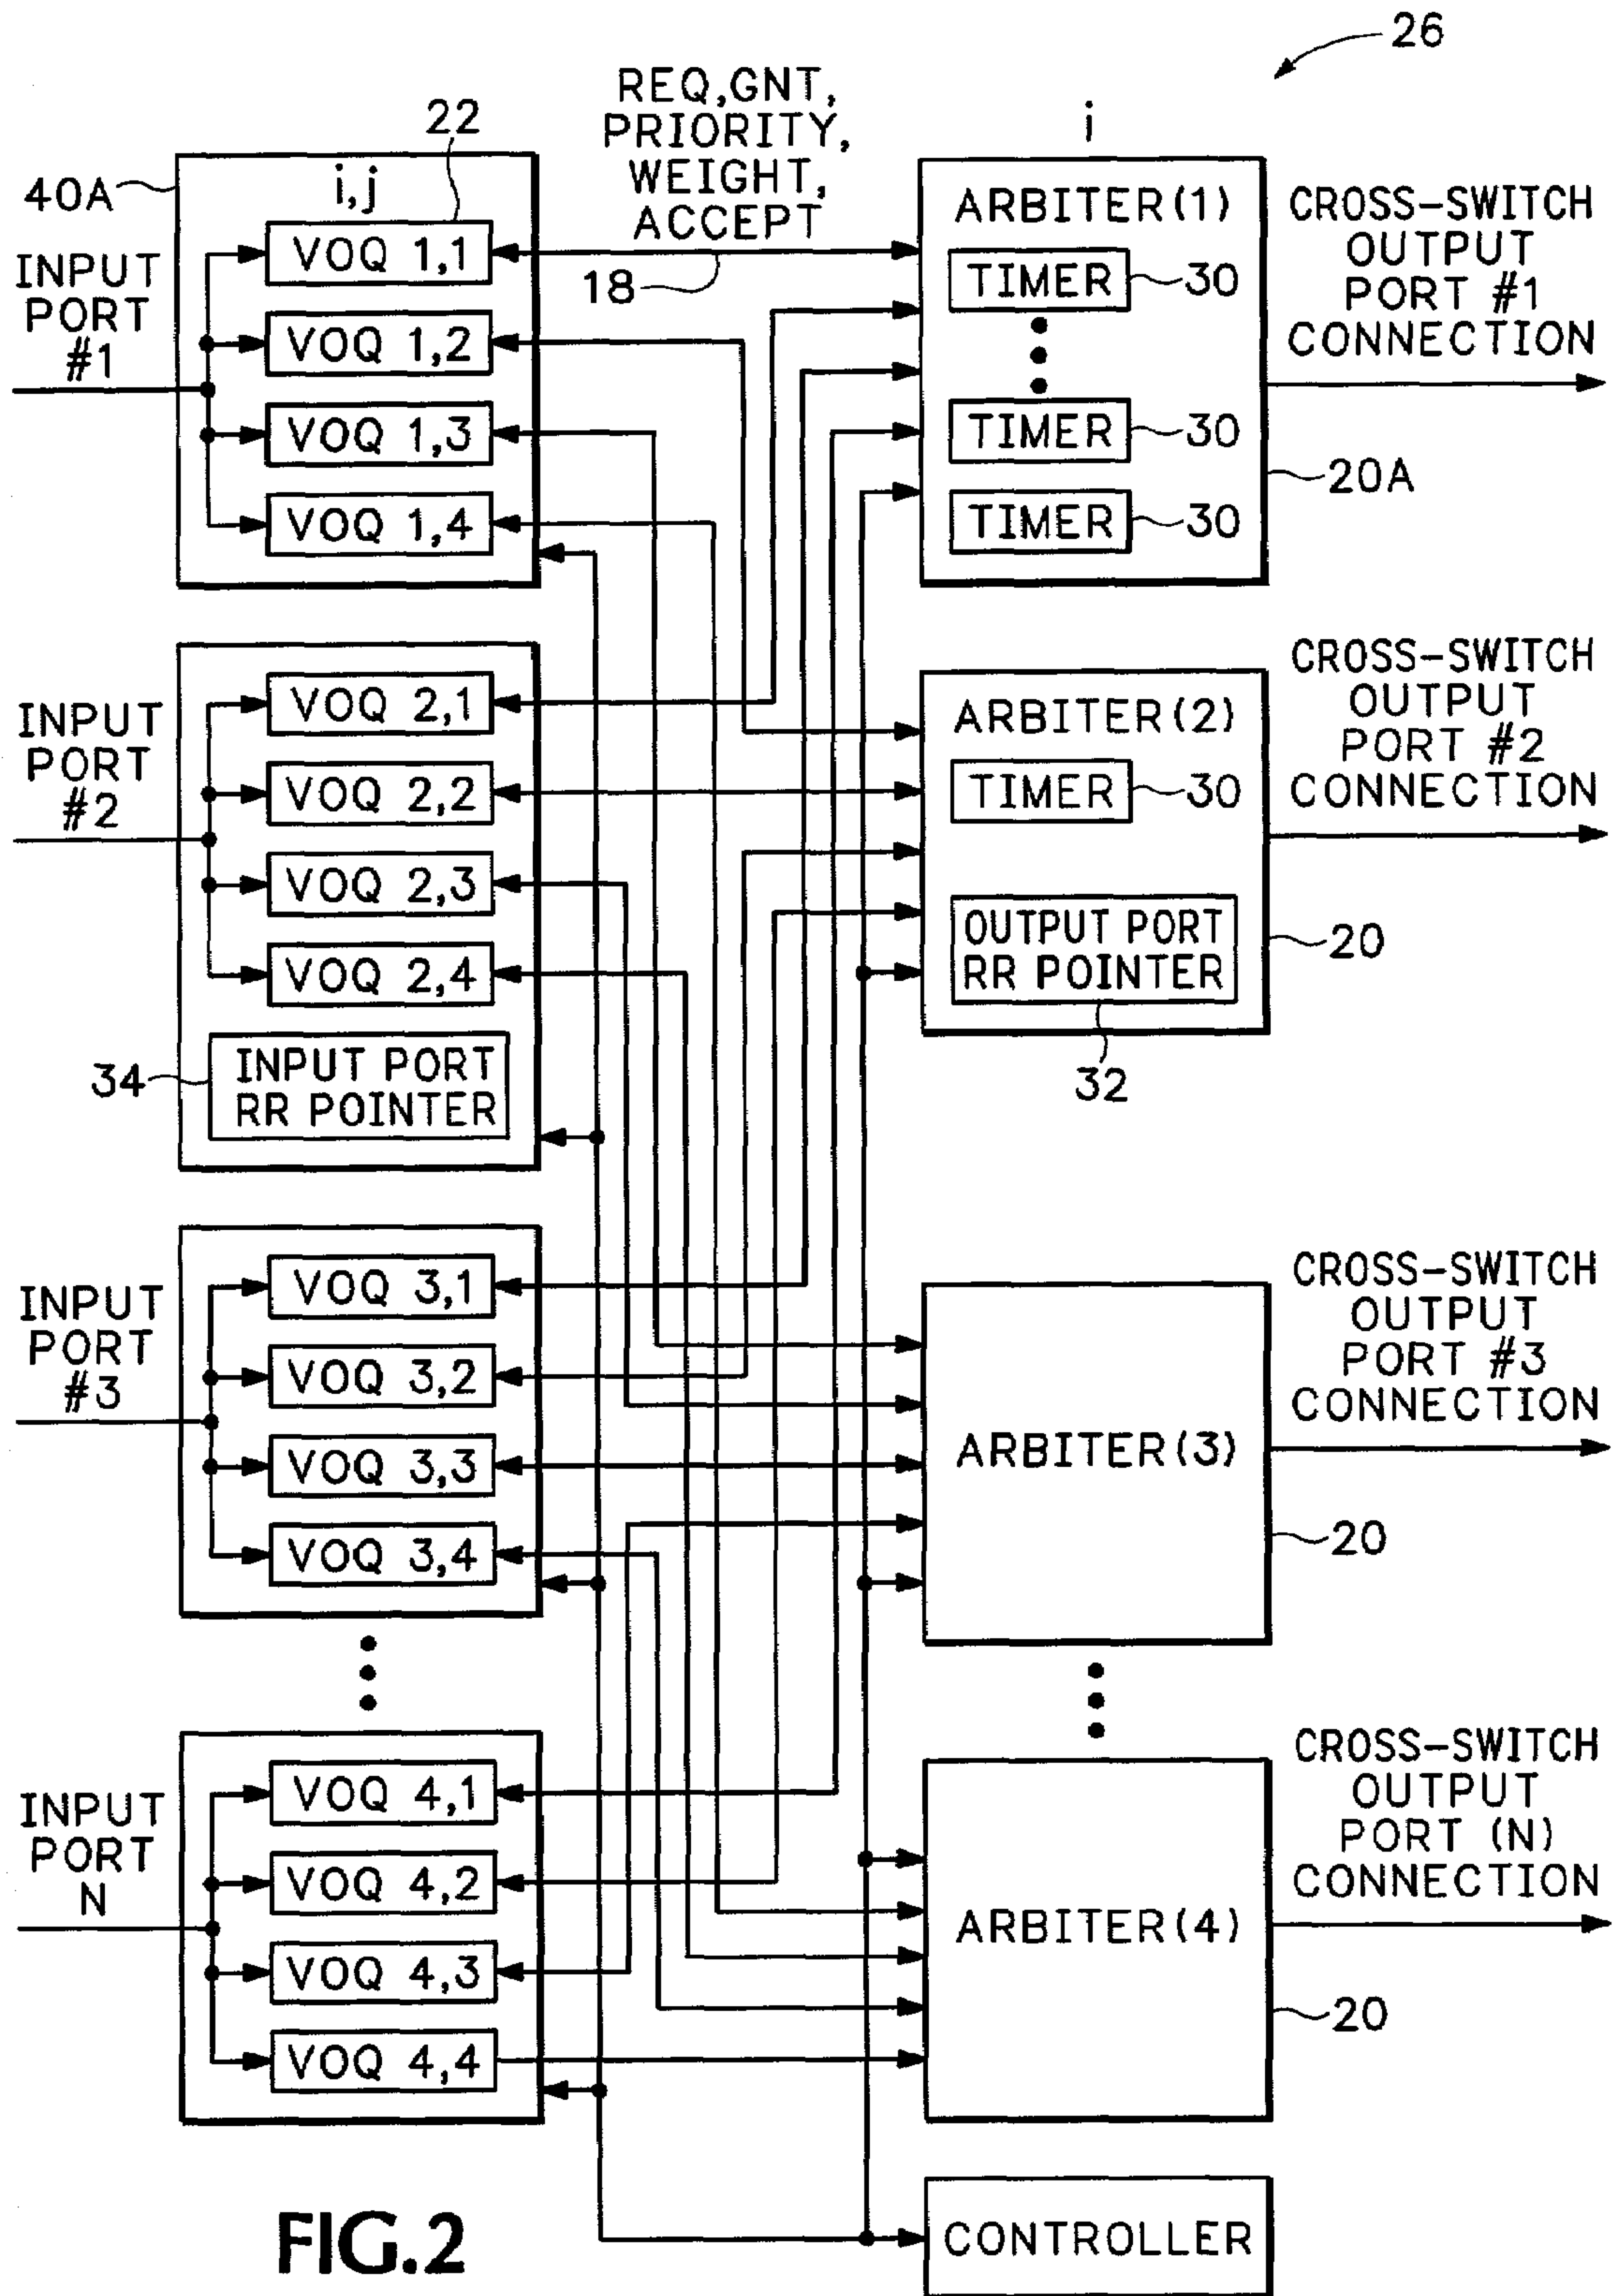 26
REQ,GNT,
PRIORITY,
WEIGHT,
ACCEPT
18
i
40A
22
i,j
INPUT
PORT
#1
VOQ 1,1
VOQ 1,2
VOQ 1,3
VOQ 1,4
ARBITER(1)
TIMER
30
TIMER
30
TIMER
30
20A
CROSS-SWITCH
OUTPUT
PORT #1
CONNECTION
INPUT
PORT
#2
VOQ 2,1
VOQ 2,2
VOQ 2,3
VOQ 2,4
34
INPUT PORT
RR POINTER
ARBITER(2)
TIMER
30
OUTPUT PORT
RR POINTER
32
20
CROSS-SWITCH
OUTPUT
PORT #2
CONNECTION
INPUT
PORT
#3
VOQ 3,1
VOQ 3,2
VOQ 3,3
VOQ 3,4
ARBITER(3)
20
CROSS-SWITCH
OUTPUT
PORT #3
CONNECTION
INPUT
PORT
N
VOQ 4,1
VOQ 4,2
VOQ 4,3
VOQ 4,4
ARBITER(4)
20
CROSS-SWITCH
OUTPUT
PORT (N)
CONNECTION
CONTROLLER
FIG.2